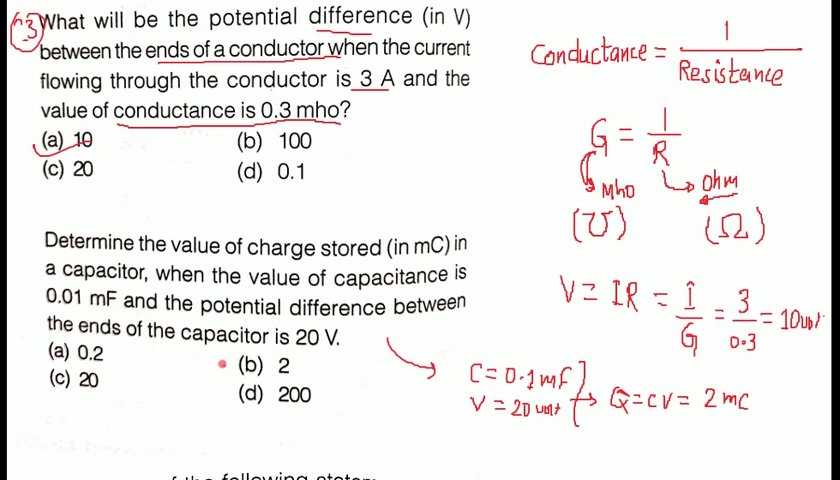 What will be the potential difference (in V)
between the ends of a conductor when the current
flowing through the conductor is 3 A and the
value of conductance is 0.3 mho?
(a) 10 (b) 100
(c) 20 (d) 0.1
Determine the value of charge stored (in mC) in
a capacitor, when the value of capacitance is
0.01 mF and the potential difference between
the ends of the capacitor is 20 V.
(a) 0.2 (b) 2
(c) 20 (d) 200
Conductance = 1 / Resistance
G = 1 / R
Mho Ohm
(℧) (Ω)
V = IR = I / G = 3 / 0.3 = 10 volt
C = 0.1 mf
V = 20 volt → Q = CV = 2 mC